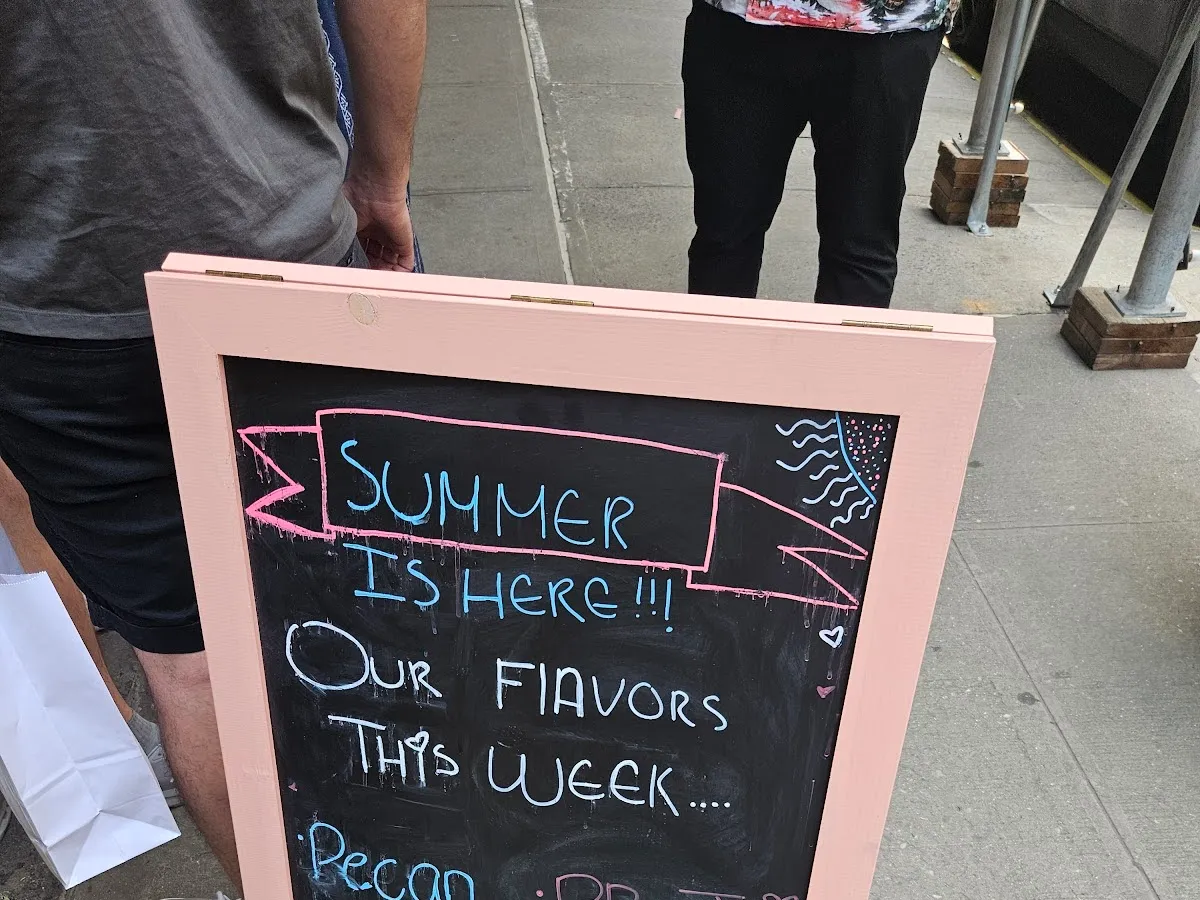 SUMMER
IS HERE!!!
OUR FLAVORS
THIS WEEK....
· Pecan